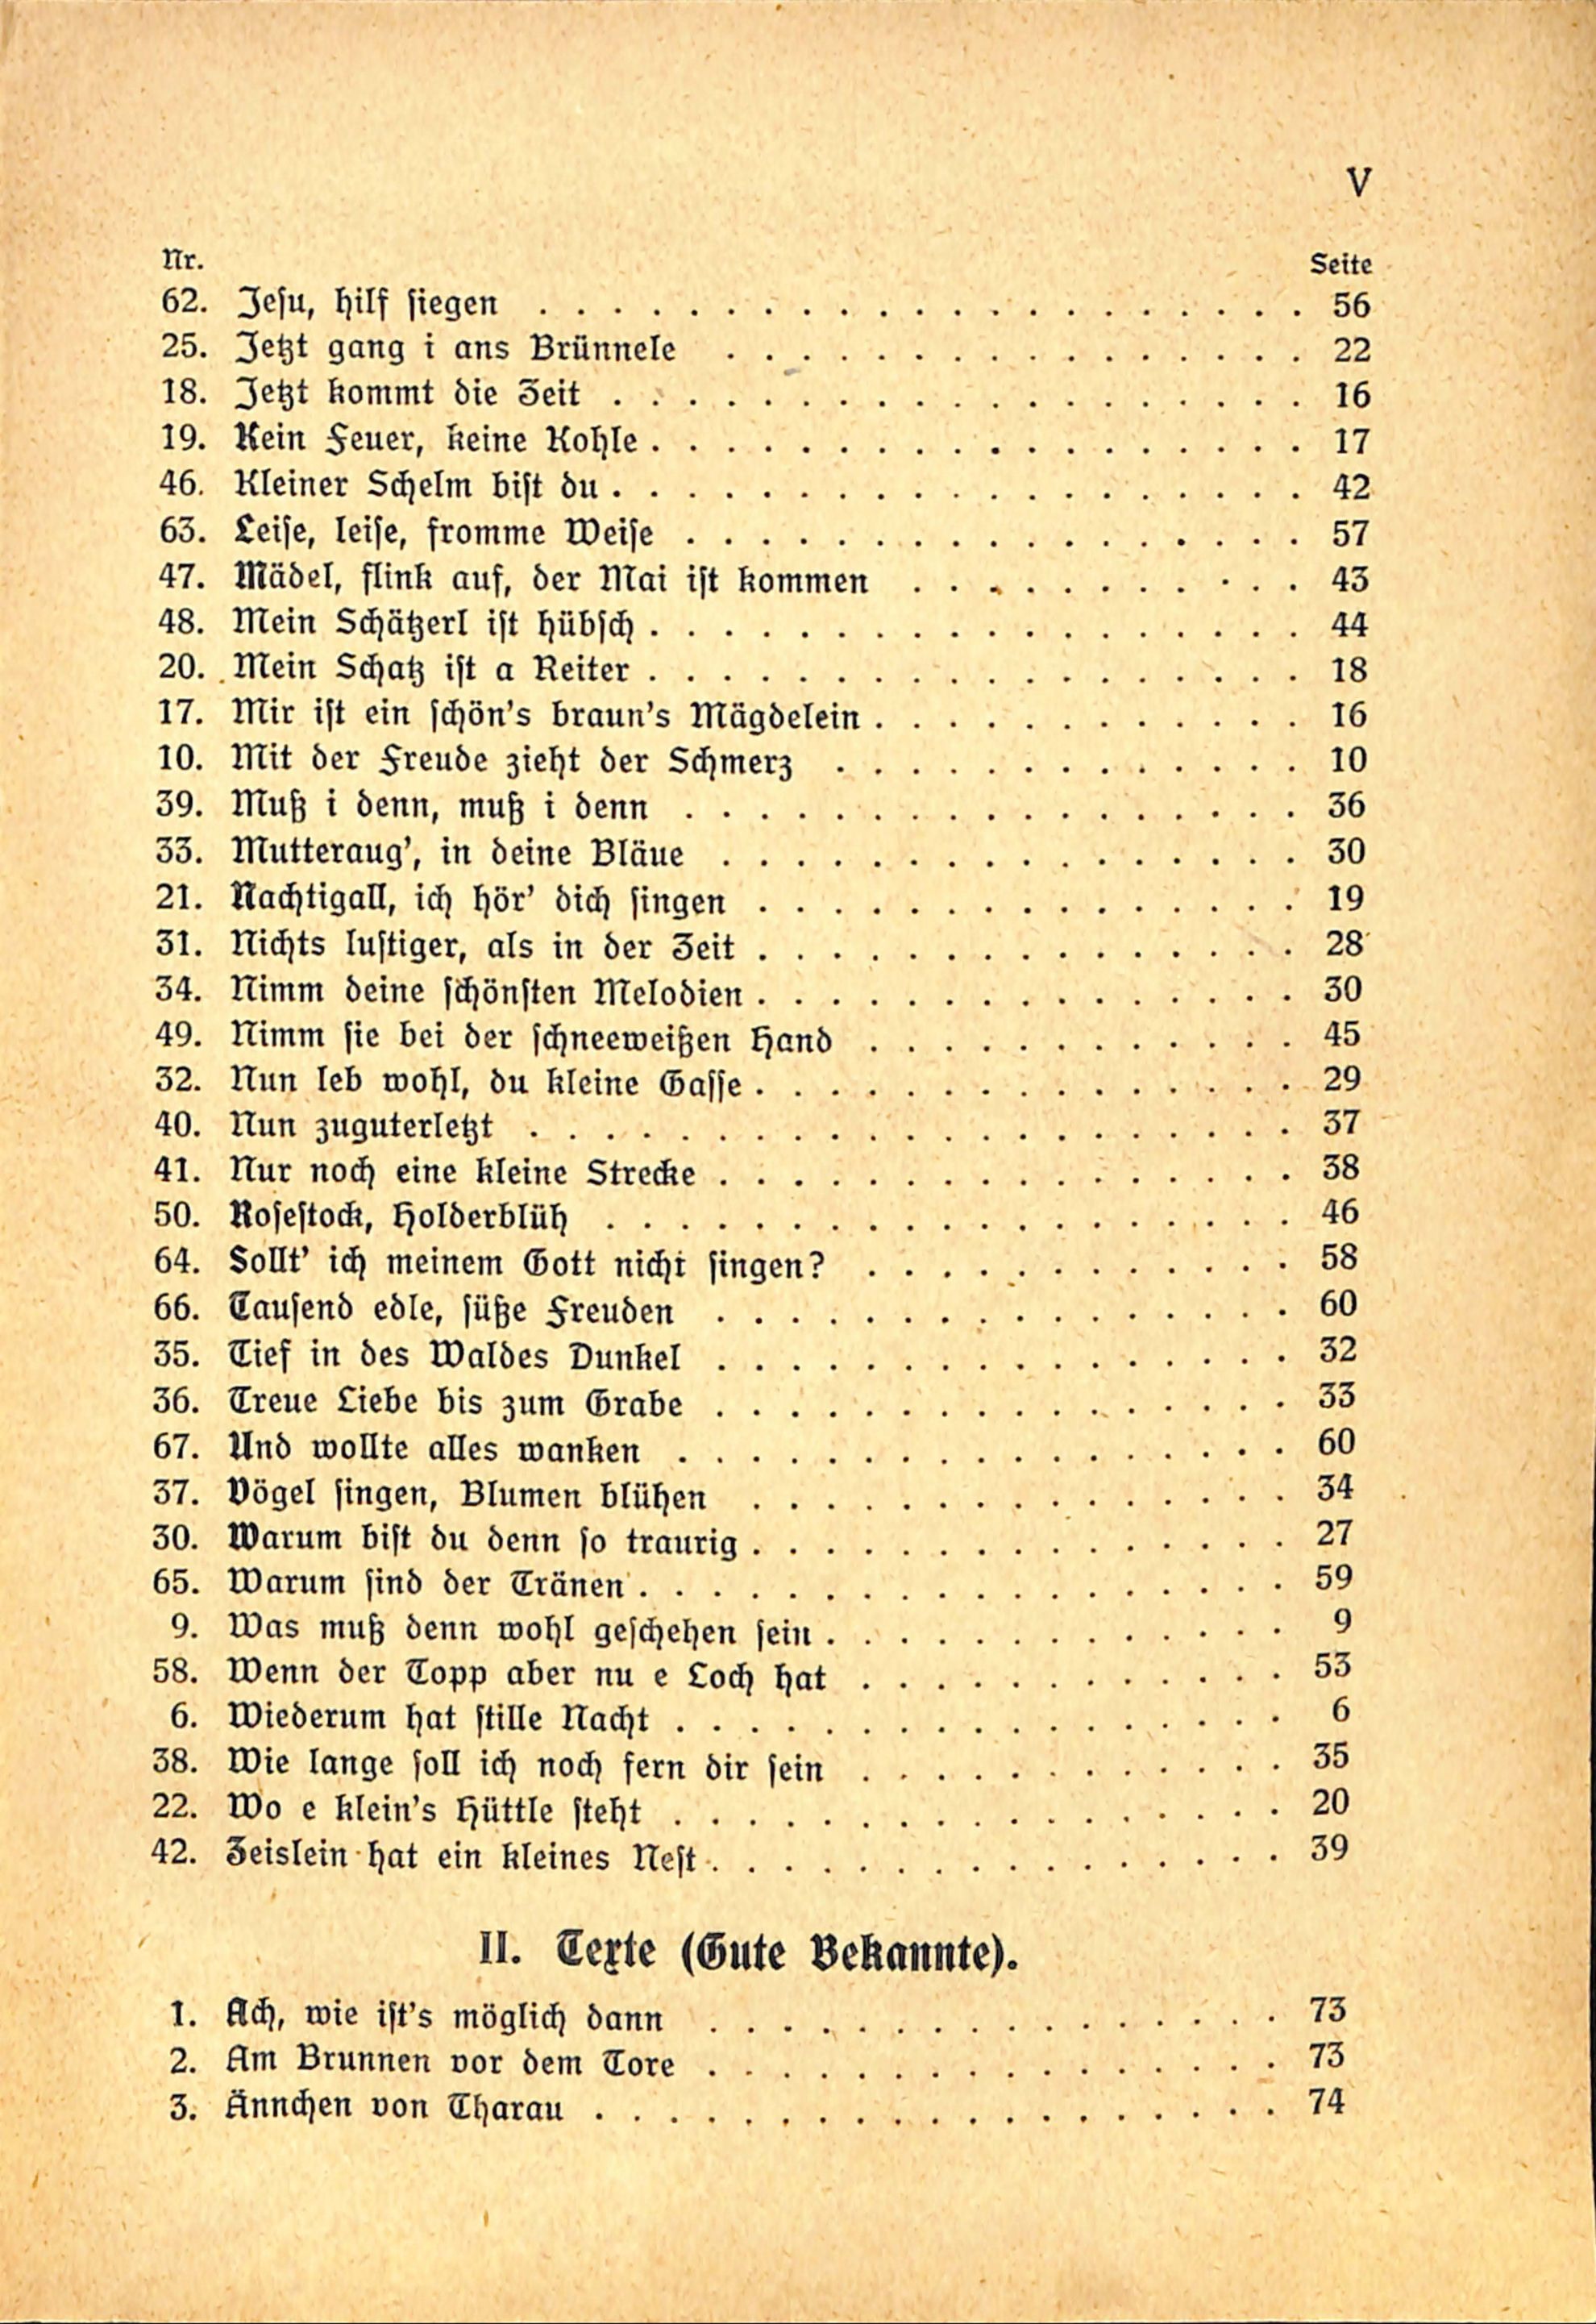 V
Nr. Seite
62. Jesu, hilf siegen . . . . . . . . . . . . . . . . . . . . . 56
25. Jetzt gang i ans Brünnele . . . . . . . . . . . . . . . . 22
18. Jetzt kommt die Zeit . . . . . . . . . . . . . . . . . . . 16
19. Kein Feuer, keine Kohle . . . . . . . . . . . . . . . . . . 17
46. Kleiner Schelm bist du . . . . . . . . . . . . . . . . . . . 42
63. Leise, leise, fromme Weise . . . . . . . . . . . . . . . . . 57
47. Mädel, flink auf, der Mai ist kommen . . . . . . . . . . . 43
48. Mein Schätzerl ist hübsch . . . . . . . . . . . . . . . . . . 44
20. Mein Schatz ist a Reiter . . . . . . . . . . . . . . . . . . 18
17. Mir ist ein schön's braun's Mägdelein . . . . . . . . . . . . 16
10. Mit der Freude zieht der Schmerz . . . . . . . . . . . . . 10
39. Muß i denn, muß i denn . . . . . . . . . . . . . . . . . 36
33. Mutteraug', in deine Bläue . . . . . . . . . . . . . . . . 30
21. Nachtigall, ich hör' dich singen . . . . . . . . . . . . . . . 19
31. Nichts lustiger, als in der Zeit . . . . . . . . . . . . . . . 28
34. Nimm deine schönsten Melodien . . . . . . . . . . . . . . . 30
49. Nimm sie bei der schneeweißen Hand . . . . . . . . . . . . 45
32. Nun leb wohl, du kleine Gasse . . . . . . . . . . . . . . . 29
40. Nun zuguterletzt . . . . . . . . . . . . . . . . . . . . . 37
41. Nur noch eine kleine Strecke . . . . . . . . . . . . . . . . 38
50. Rosestock, Holderblüh . . . . . . . . . . . . . . . . . . . 46
64. Sollt' ich meinem Gott nicht singen? . . . . . . . . . . . . 58
66. Tausend edle, süße Freuden . . . . . . . . . . . . . . . . 60
35. Tief in des Waldes Dunkel . . . . . . . . . . . . . . . . 32
36. Treue Liebe bis zum Grabe . . . . . . . . . . . . . . . . 33
67. Und wollte alles wanken . . . . . . . . . . . . . . . . . 60
37. Vögel singen, Blumen blühen . . . . . . . . . . . . . . . 34
30. Warum bist du denn so traurig . . . . . . . . . . . . . . . 27
65. Warum sind der Tränen . . . . . . . . . . . . . . . . . . 59
9. Was muß denn wohl geschehen sein . . . . . . . . . . . . . 9
58. Wenn der Topp aber nu e Loch hat . . . . . . . . . . . . 53
6. Wiederum hat stille Nacht . . . . . . . . . . . . . . . . . 6
38. Wie lange soll ich noch fern dir sein . . . . . . . . . . . . 35
22. Wo e klein's Hüttle steht . . . . . . . . . . . . . . . . . 20
42. Zeislein hat ein kleines Nest . . . . . . . . . . . . . . . . 39
II. Texte (Gute Bekannte).
1. Ach, wie ist's möglich dann . . . . . . . . . . . . . . . . 73
2. Am Brunnen vor dem Tore . . . . . . . . . . . . . . . . 73
3. Ännchen von Tharau . . . . . . . . . . . . . . . . . . . 74